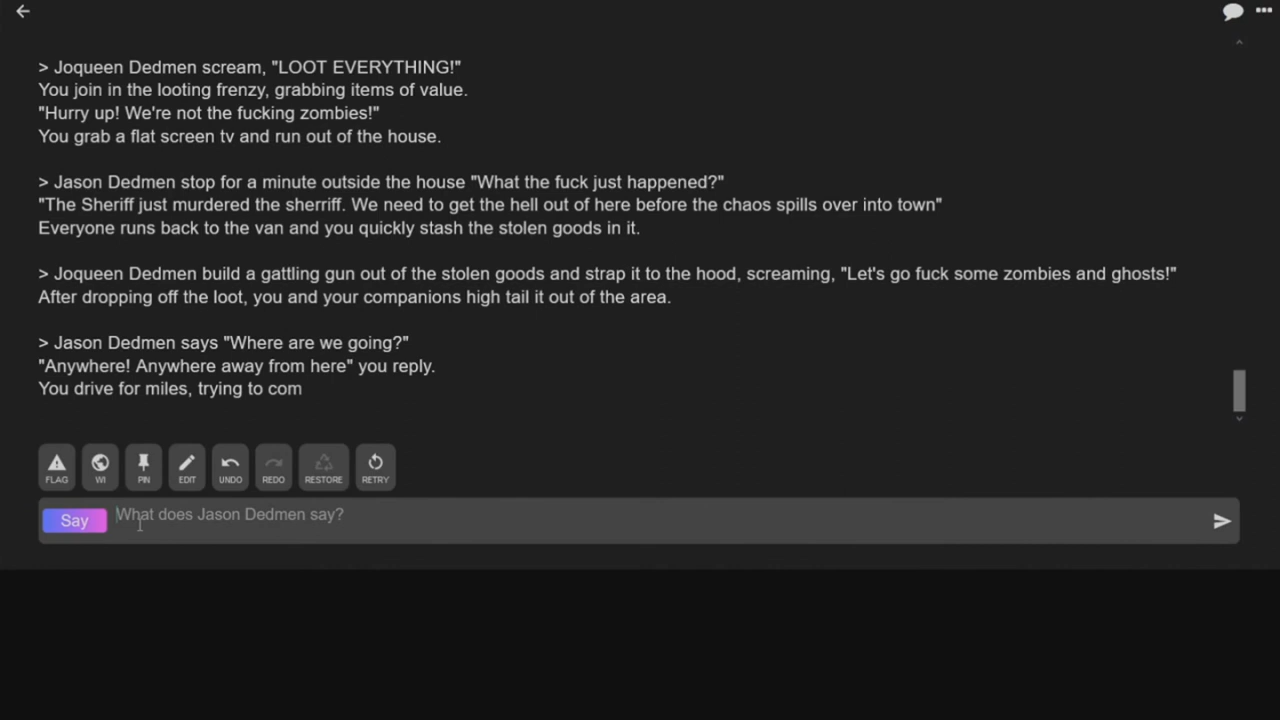 > Joqueen Dedmen scream, "LOOT EVERYTHING!"
You join in the looting frenzy, grabbing items of value.
"Hurry up! We're not the fucking zombies!"
You grab a flat screen tv and run out of the house.
> Jason Dedmen stop for a minute outside the house "What the fuck just happened?"
"The Sheriff just murdered the sherriff. We need to get the hell out of here before the chaos spills over into town"
Everyone runs back to the van and you quickly stash the stolen goods in it.
> Joqueen Dedmen build a gattling gun out of the stolen goods and strap it to the hood, screaming, "Let's go fuck some zombies and ghosts!"
After dropping off the loot, you and your companions high tail it out of the area.
> Jason Dedmen says "Where are we going?"
"Anywhere! Anywhere away from here" you reply.
You drive for miles, trying to com
FLAG WI PIN EDIT UNDO REDO RESTORE RETRY
Say What does Jason Dedmen say?